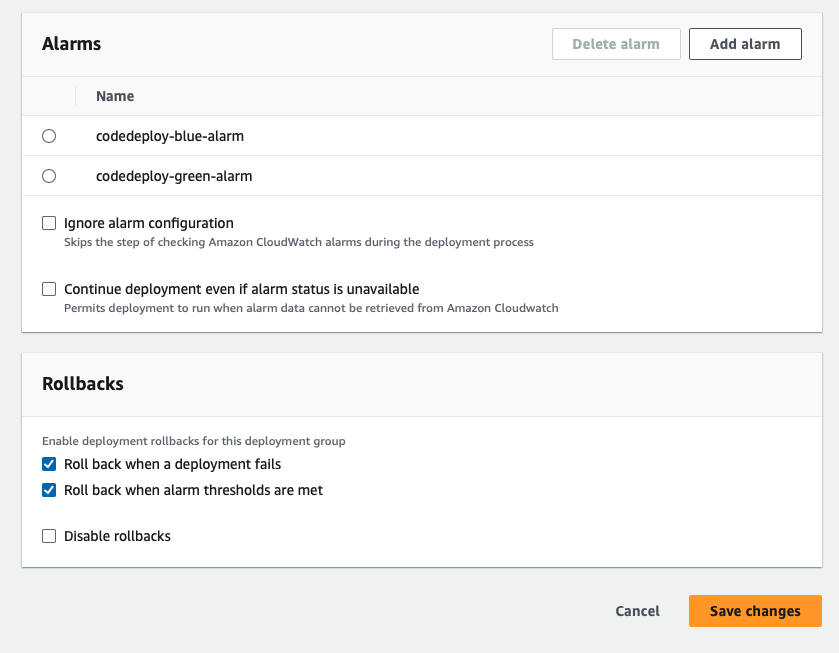 Alarms
Delete alarm
Add alarm
Name
codedeploy-blue-alarm
codedeploy-green-alarm
Ignore alarm configuration
Skips the step of checking Amazon CloudWatch alarms during the deployment process
Continue deployment even if alarm status is unavailable
Permits deployment to run when alarm data cannot be retrieved from Amazon Cloudwatch
Rollbacks
Enable deployment rollbacks for this deployment group
Roll back when a deployment fails
Roll back when alarm thresholds are met
Disable rollbacks
Cancel
Save changes